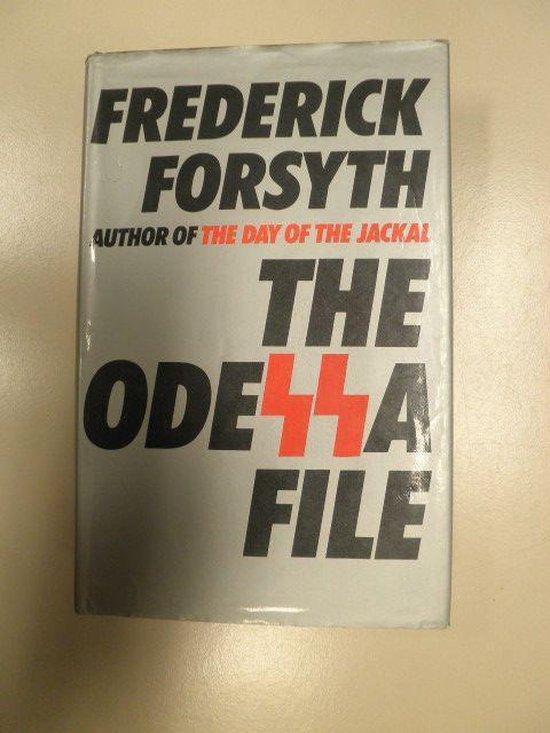 FREDERICK
FORSYTH
AUTHOR OF THE DAY OF THE JACKAL
THE
ODESSA
FILE